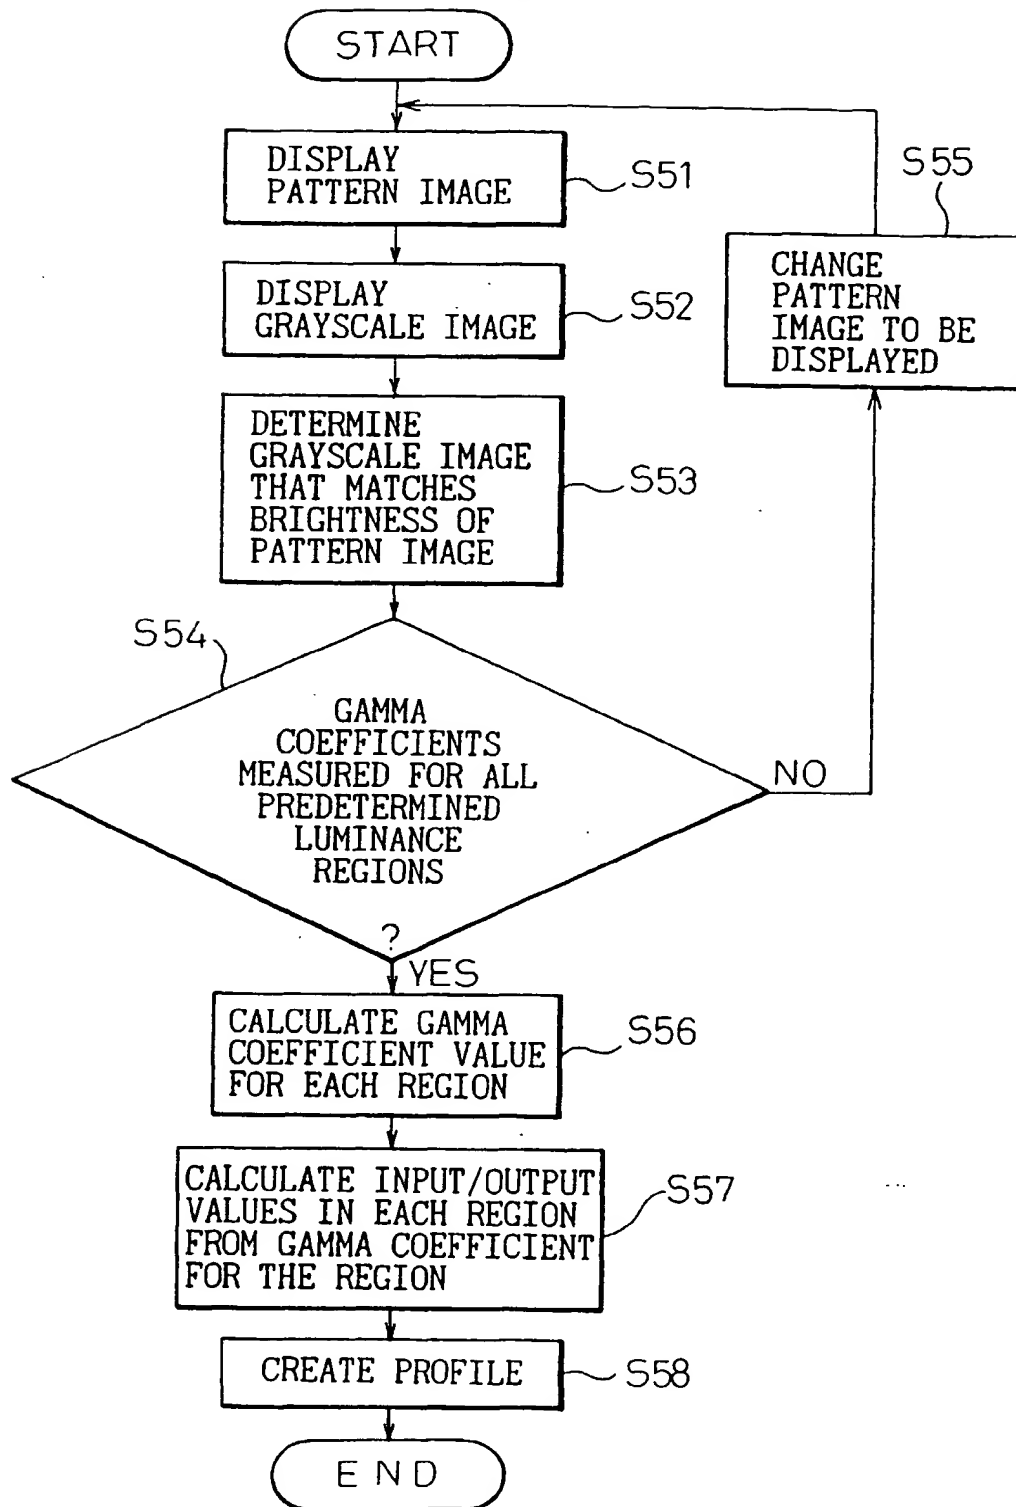 START
DISPLAY
PATTERN IMAGE
S51
S55
CHANGE
PATTERN
IMAGE TO BE
DISPLAYED
DISPLAY
GRAYSCALE IMAGE
S52
DETERMINE
GRAYSCALE IMAGE
THAT MATCHES
BRIGHTNESS OF
PATTERN IMAGE
S53
S54
GAMMA
COEFFICIENTS
MEASURED FOR ALL
PREDETERMINED
LUMINANCE
REGIONS
?
NO
YES
CALCULATE GAMMA
COEFFICIENT VALUE
FOR EACH REGION
S56
CALCULATE INPUT/OUTPUT
VALUES IN EACH REGION
FROM GAMMA COEFFICIENT
FOR THE REGION
S57
CREATE PROFILE
S58
END